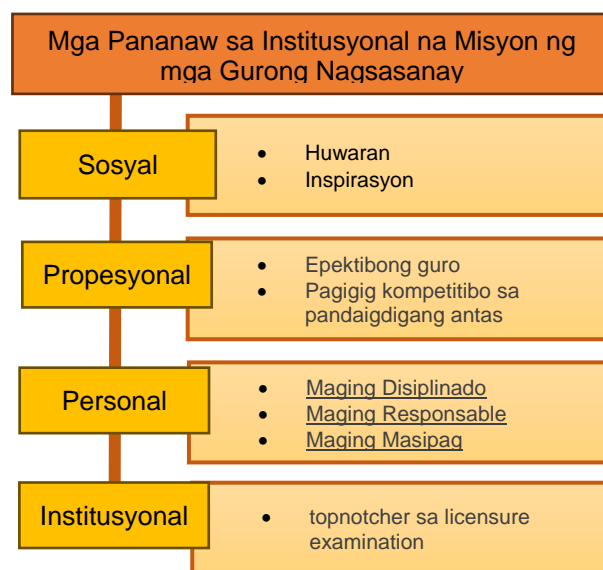 Mga Pananaw sa Institusyonal na Misyon ng
mga Gurong Nagsasanay
Sosyal
• Huwaran
• Inspirasyon
Propesyonal
• Epektibong guro
• Pagigig kompetitibo sa
pandaigdigang antas
Personal
• Maging Disiplinado
• Maging Responsable
• Maging Masipag
Institusyonal
• topnotcher sa licensure
examination